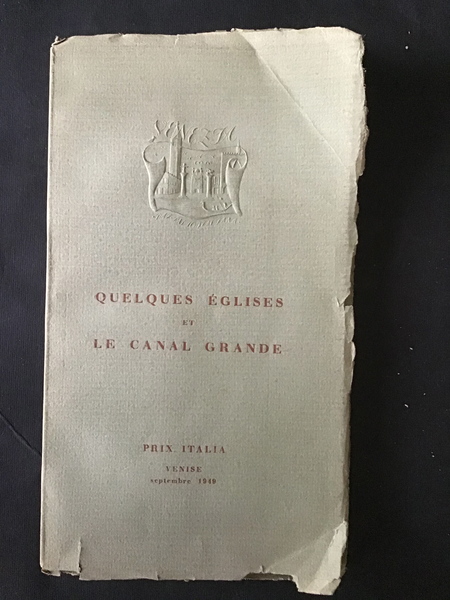 QUELQUES ÉGLISES
ET
LE CANAL GRANDE
PRIX ITALIA
VENISE
septembre 1949